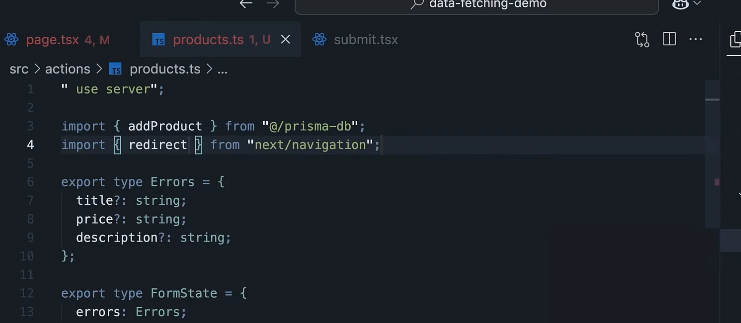 data-fetching-demo
page.tsx 4, M
TS products.ts 1, U
submit.tsx
src > actions > TS products.ts > ...
1 " use server";
2
3 import { addProduct } from "@/prisma-db";
4 import { redirect } from "next/navigation";
5
6 export type Errors = {
7 title?: string;
8 price?: string;
9 description?: string;
10 };
11
12 export type FormState = {
13 errors: Errors;